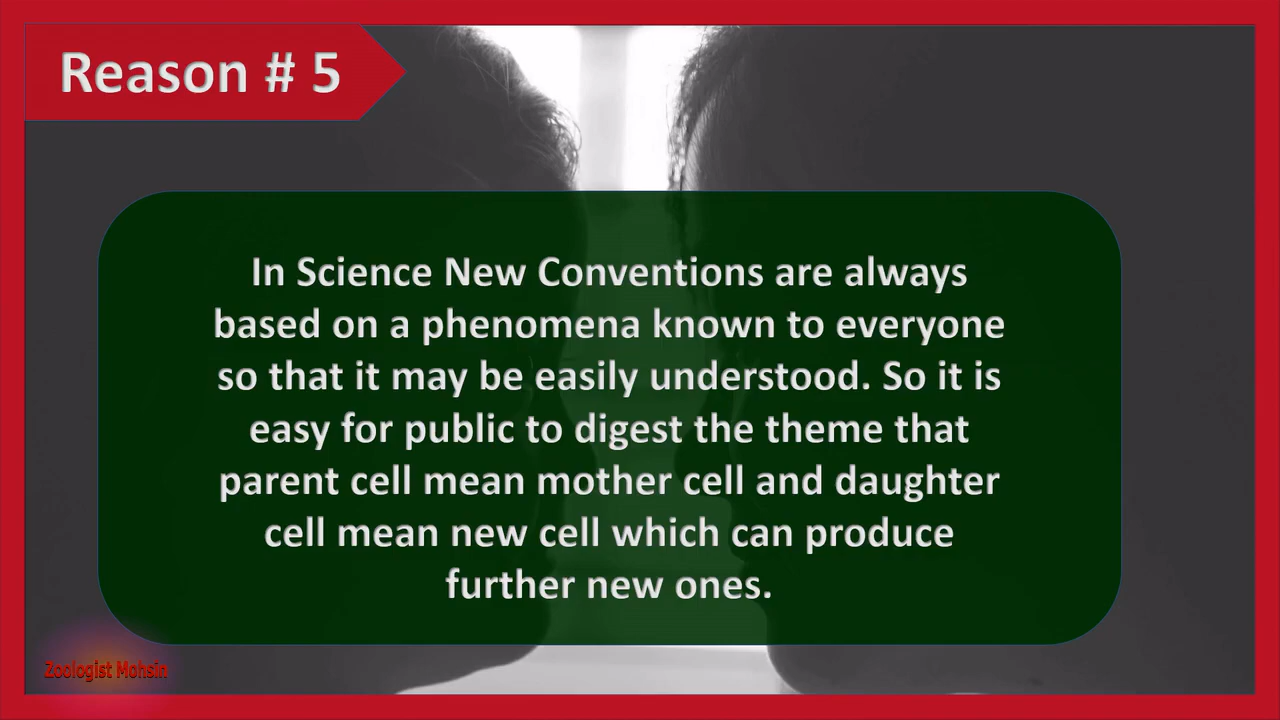 Reason # 5
In Science New Conventions are always
based on a phenomena known to everyone
so that it may be easily understood. So it is
easy for public to digest the theme that
parent cell mean mother cell and daughter
cell mean new cell which can produce
further new ones.
Zoologist Mohsin